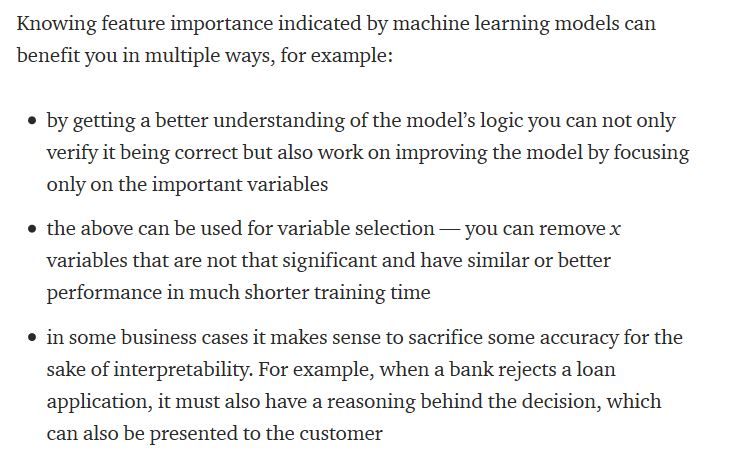 Knowing feature importance indicated by machine learning models can
benefit you in multiple ways, for example:
• by getting a better understanding of the model’s logic you can not only
verify it being correct but also work on improving the model by focusing
only on the important variables
• the above can be used for variable selection — you can remove x
variables that are not that significant and have similar or better
performance in much shorter training time
• in some business cases it makes sense to sacrifice some accuracy for the
sake of interpretability. For example, when a bank rejects a loan
application, it must also have a reasoning behind the decision, which
can also be presented to the customer